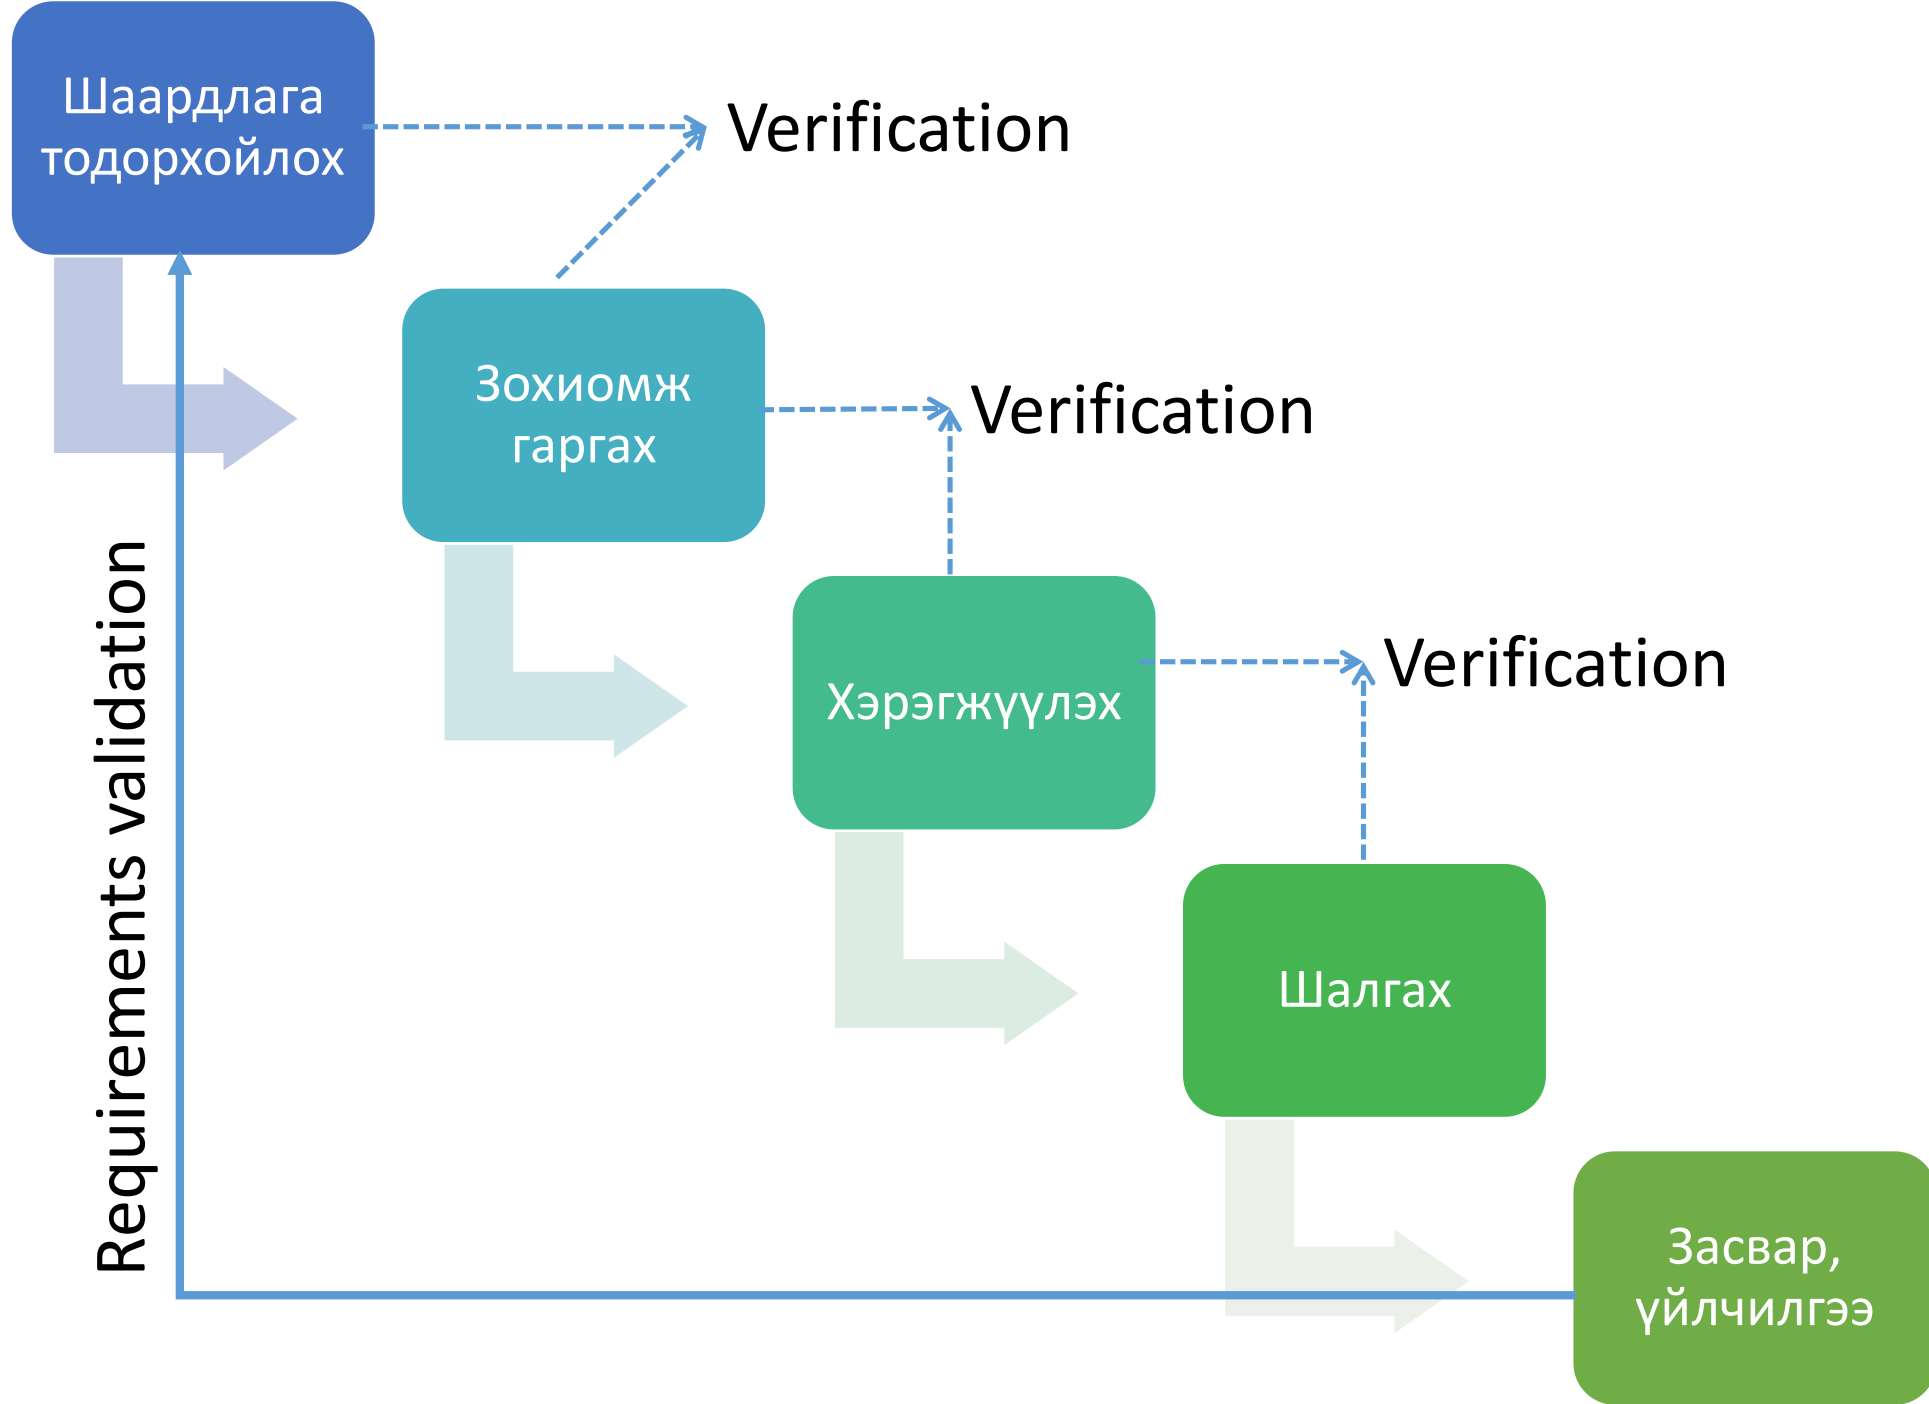 Шаардлага
тодорхойлох
Verification
Зохиомж
гаргах
Verification
Хэрэгжүүлэх
Verification
Шалгах
Засвар,
үйлчилгээ
Requirements validation